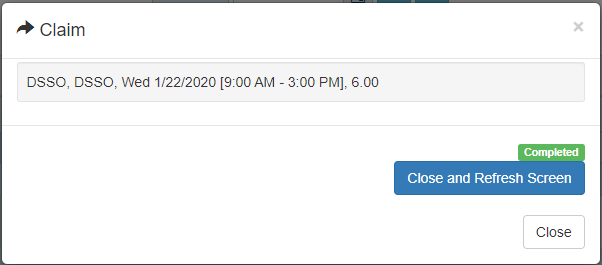 Claim
×
DSSO, DSSO, Wed 1/22/2020 [9:00 AM - 3:00 PM], 6.00
Completed
Close and Refresh Screen
Close